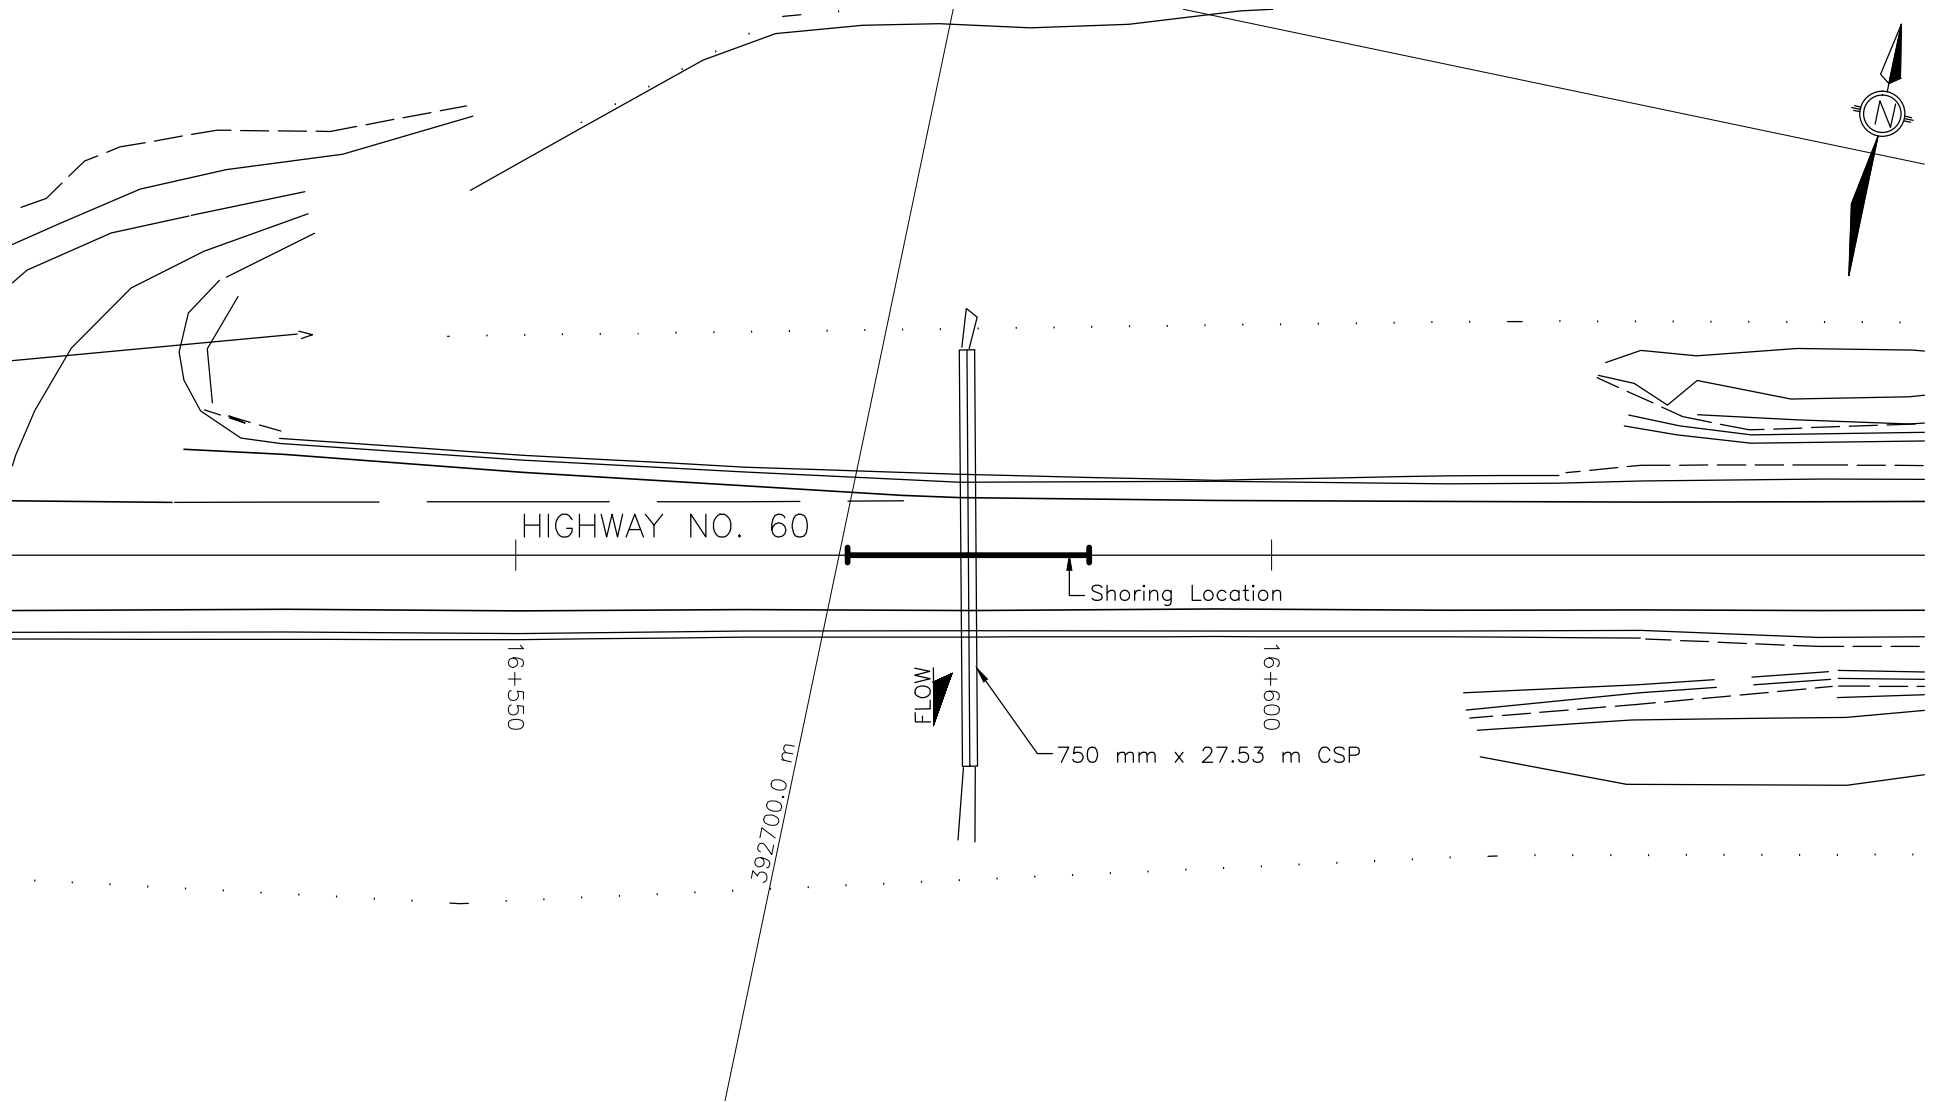 N
HIGHWAY NO. 60
Shoring Location
16+550
16+600
FLOW
750 mm x 27.53 m CSP
392700.0 m